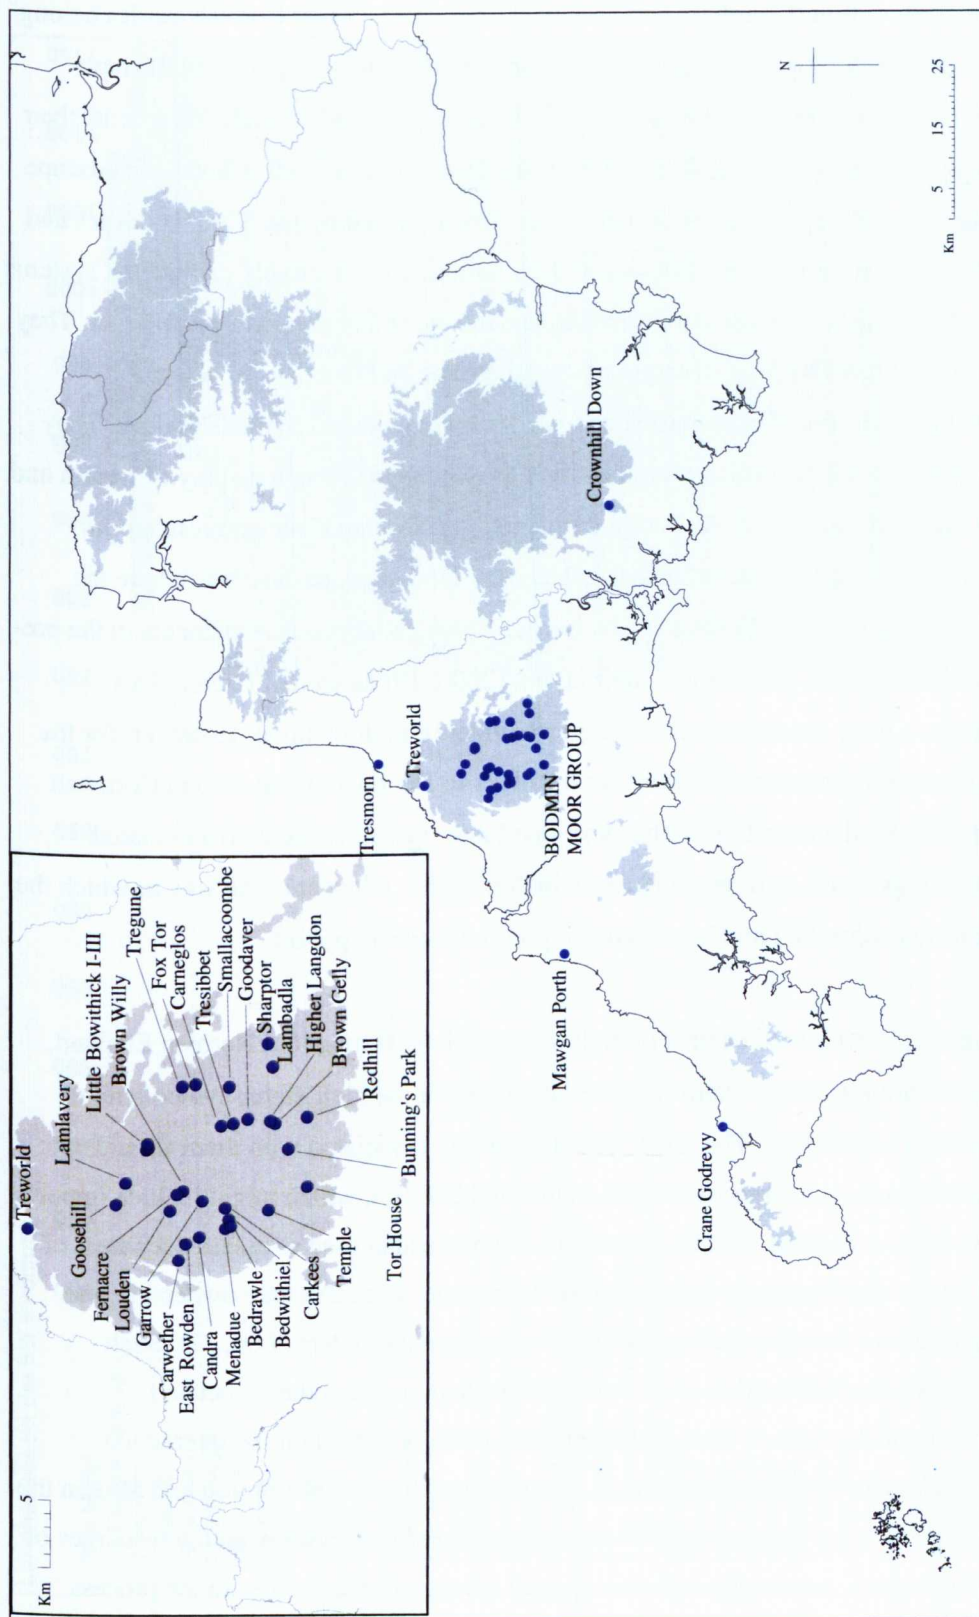 Km
5
Treworld
Lamlavery
Little Bowithick I-III
Brown Willy
Tregune
Fox Tor
Carneglos
Tresibbet
Smallacoombe
Goodaver
Sharptor
Lambadla
Higher Langdon
Brown Gelly
Redhill
Bunning's Park
Tor House
Temple
Carkees
Bedwithiel
Bedrawle
Menadue
Candra
East Rowden
Carwether
Garrow
Louden
Fernacre
Goosehill
Tresmorn
Treworld
BODMIN
MOOR GROUP
Mawgan Porth
Crane Godrevy
Crownhill Down
N
Km
5
15
25